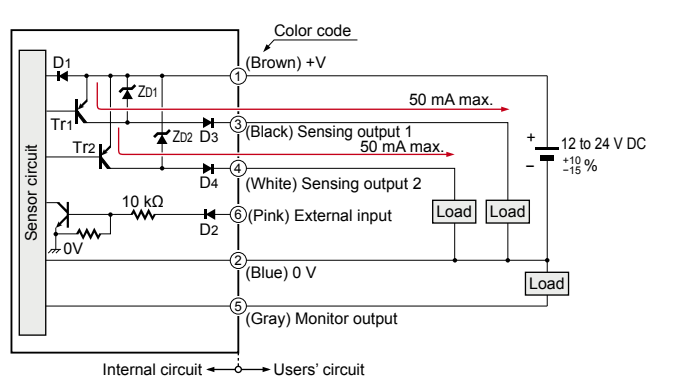 Color code
D1
(Brown) +V
1
ZD1
50 mA max.
Tr1
D3
3
(Black) Sensing output 1
Tr2
ZD2
50 mA max.
+
12 to 24 V DC
- +10 -15 %
D4
4
(White) Sensing output 2
Sensor circuit
10 kΩ
D2
6
(Pink) External input
Load
Load
0V
2
(Blue) 0 V
Load
5
(Gray) Monitor output
Internal circuit
Users' circuit